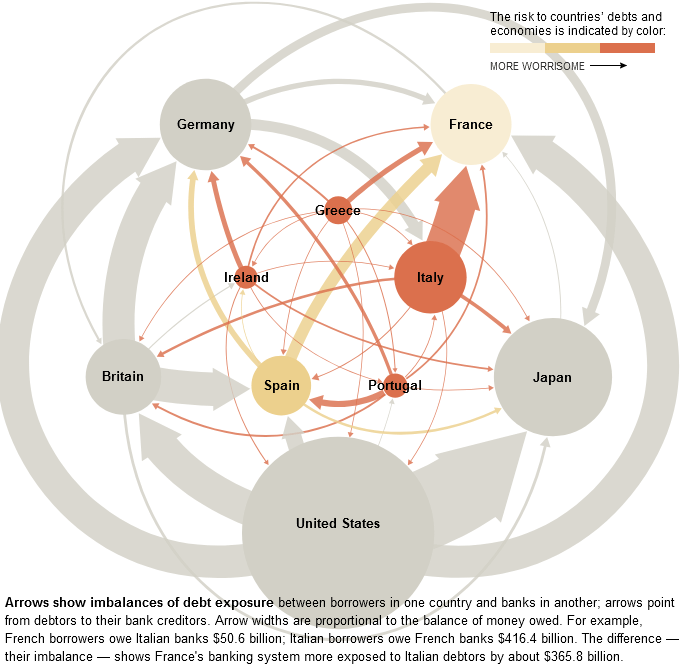 The risk to countries' debts and
economies is indicated by color:
MORE WORRISOME
Germany
France
Greece
Ireland
Italy
Britain
Spain
Portugal
Japan
United States
Arrows show imbalances of debt exposure between borrowers in one country and banks in another; arrows point
from debtors to their bank creditors. Arrow widths are proportional to the balance of money owed. For example,
French borrowers owe Italian banks $50.6 billion; Italian borrowers owe French banks $416.4 billion. The difference —
their imbalance — shows France's banking system more exposed to Italian debtors by about $365.8 billion.